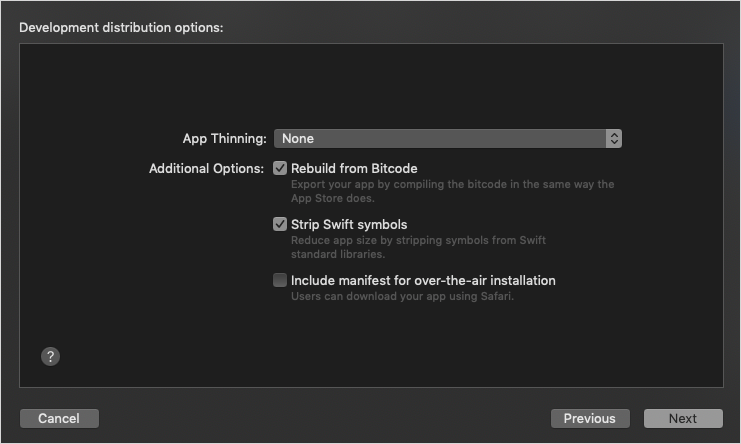 Development distribution options:
App Thinning: None
Additional Options: Rebuild from Bitcode
Export your app by compiling the bitcode in the same way the
App Store does.
Strip Swift symbols
Reduce app size by stripping symbols from Swift
standard libraries.
Include manifest for over-the-air installation
Users can download your app using Safari.
?
Cancel Previous Next